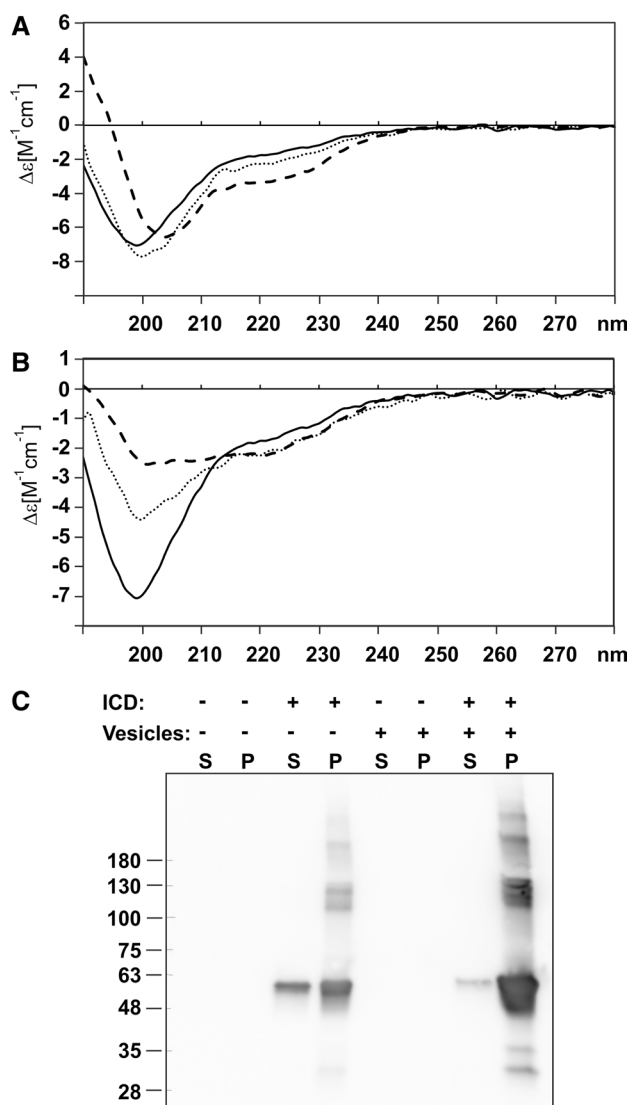 A
6
4
2
0
-2
-4
-6
-8
Δε[M⁻¹cm⁻¹]
200 210 220 230 240 250 260 270 nm
B
1
0
-1
-2
-3
-4
-5
-6
-7
Δε[M⁻¹cm⁻¹]
200 210 220 230 240 250 260 270 nm
C
ICD: - - + + - - + +
Vesicles: - - - - + + + +
S P S P S P S P
180
130
100
75
63
48
35
28